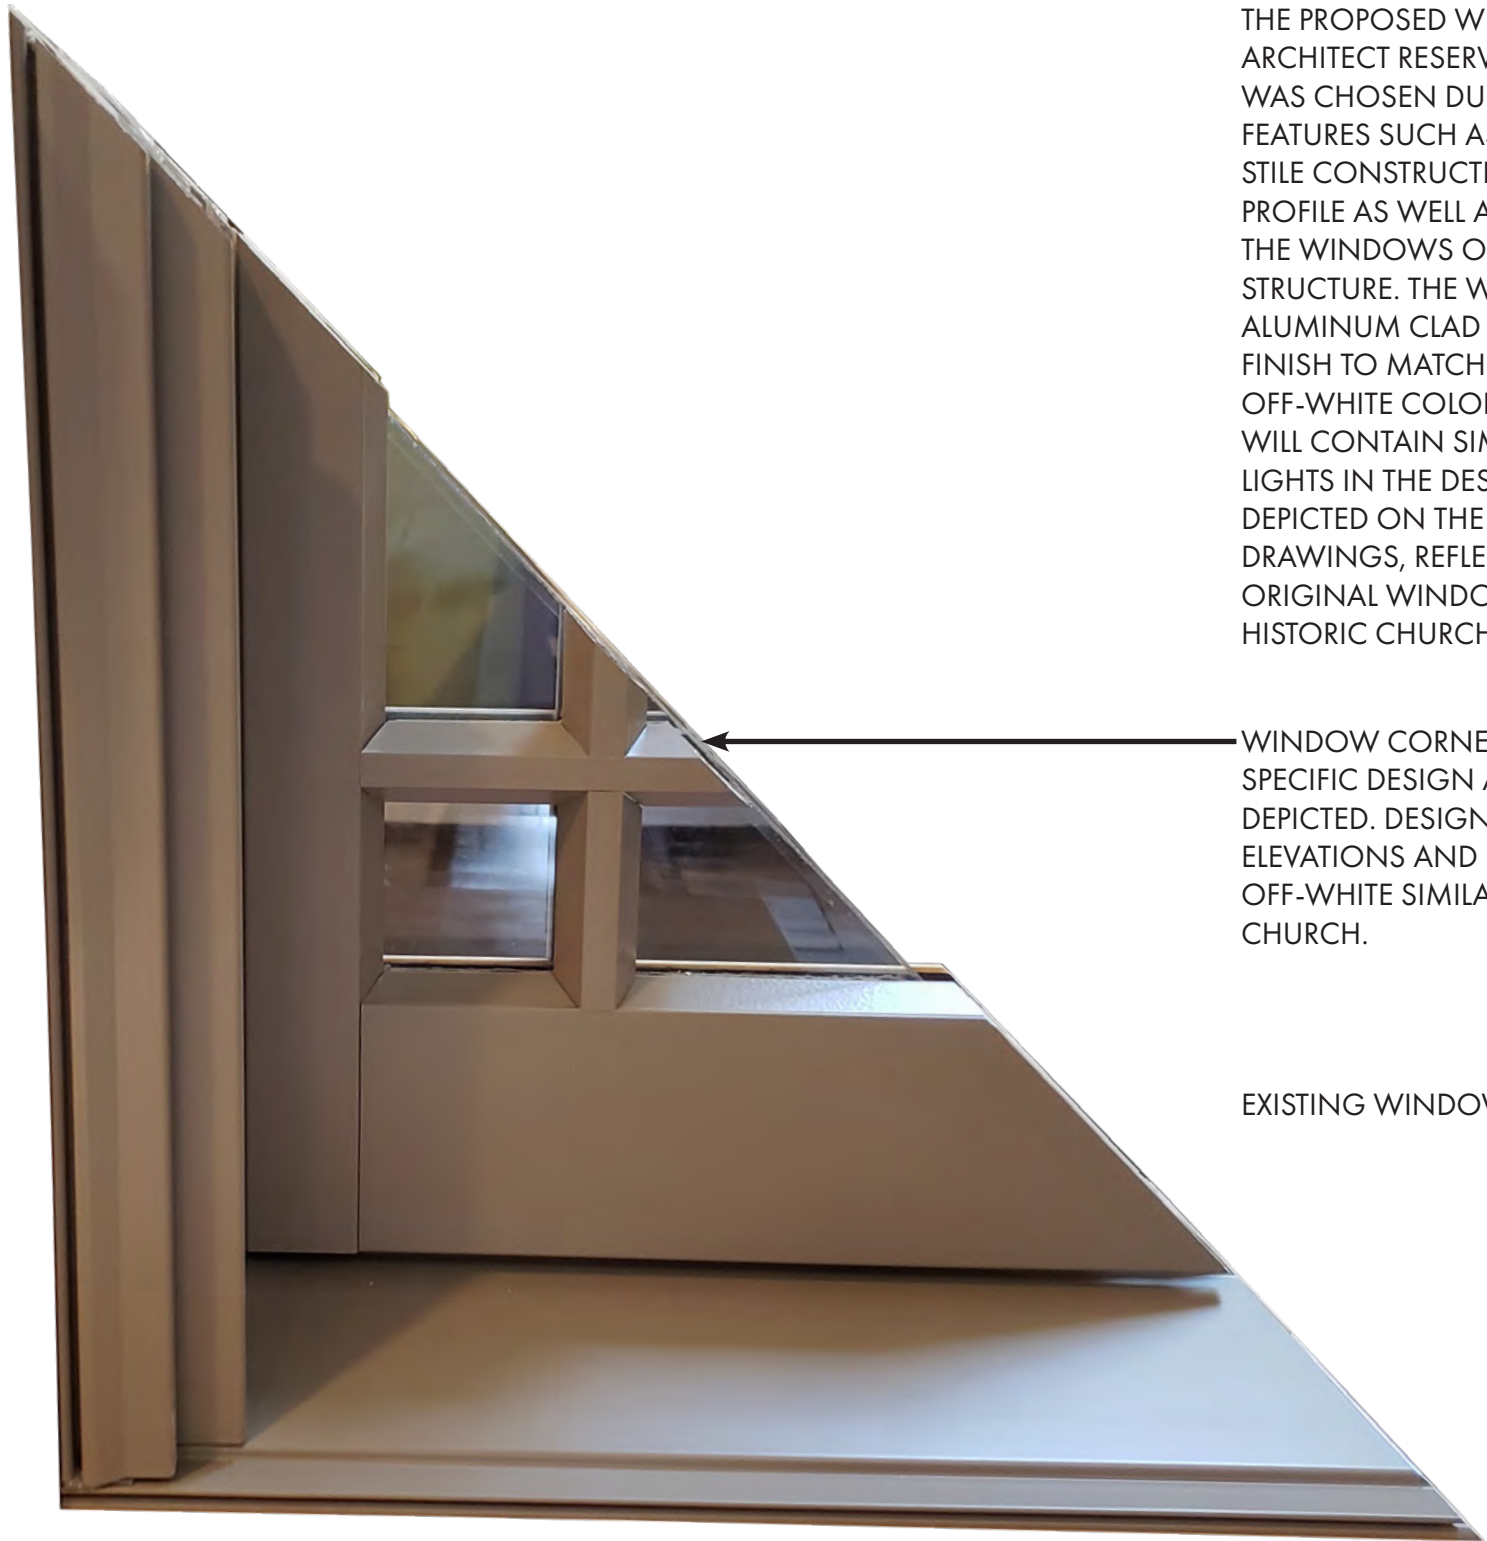 THE PROPOSED W
ARCHITECT RESERV
WAS CHOSEN DU
FEATURES SUCH AS
STILE CONSTRUCT
PROFILE AS WELL A
THE WINDOWS O
STRUCTURE. THE W
ALUMINUM CLAD
FINISH TO MATCH
OFF-WHITE COLO
WILL CONTAIN SIM
LIGHTS IN THE DES
DEPICTED ON THE
DRAWINGS, REFLE
ORIGINAL WINDO
HISTORIC CHURCH
WINDOW CORNE
SPECIFIC DESIGN A
DEPICTED. DESIGN
ELEVATIONS AND
OFF-WHITE SIMILA
CHURCH.
EXISTING WINDOW